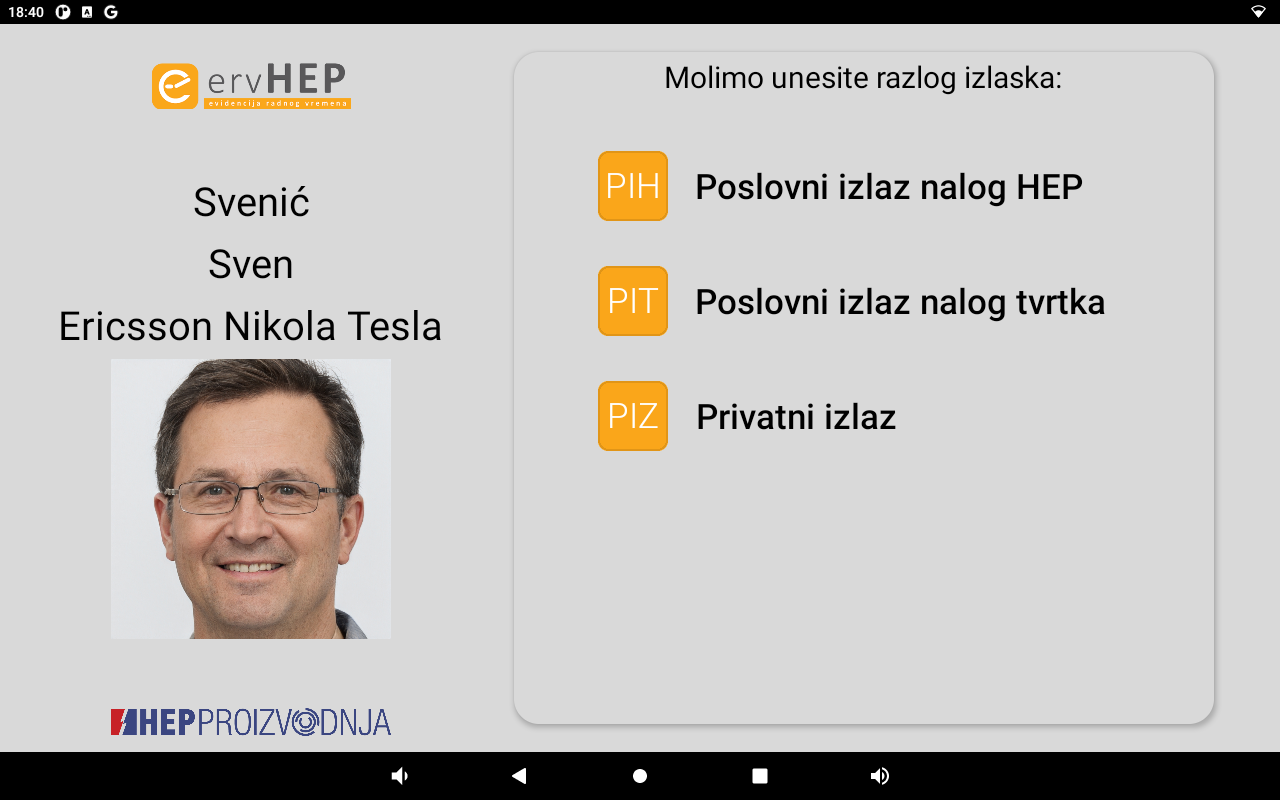 18:40
ervHEP
evidencija radnog vremena
Svenić
Sven
Ericsson Nikola Tesla
HEP PROIZVODNJA
Molimo unesite razlog izlaska:
PIH Poslovni izlaz nalog HEP
PIT Poslovni izlaz nalog tvrtka
PIZ Privatni izlaz